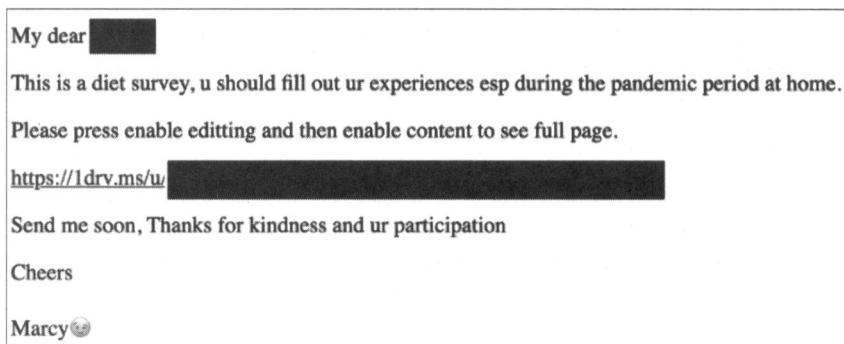 My dear
This is a diet survey, u should fill out ur experiences esp during the pandemic period at home.
Please press enable editting and then enable content to see full page.
https://1drv.ms/u/
Send me soon, Thanks for kindness and ur participation
Cheers
Marcy😉